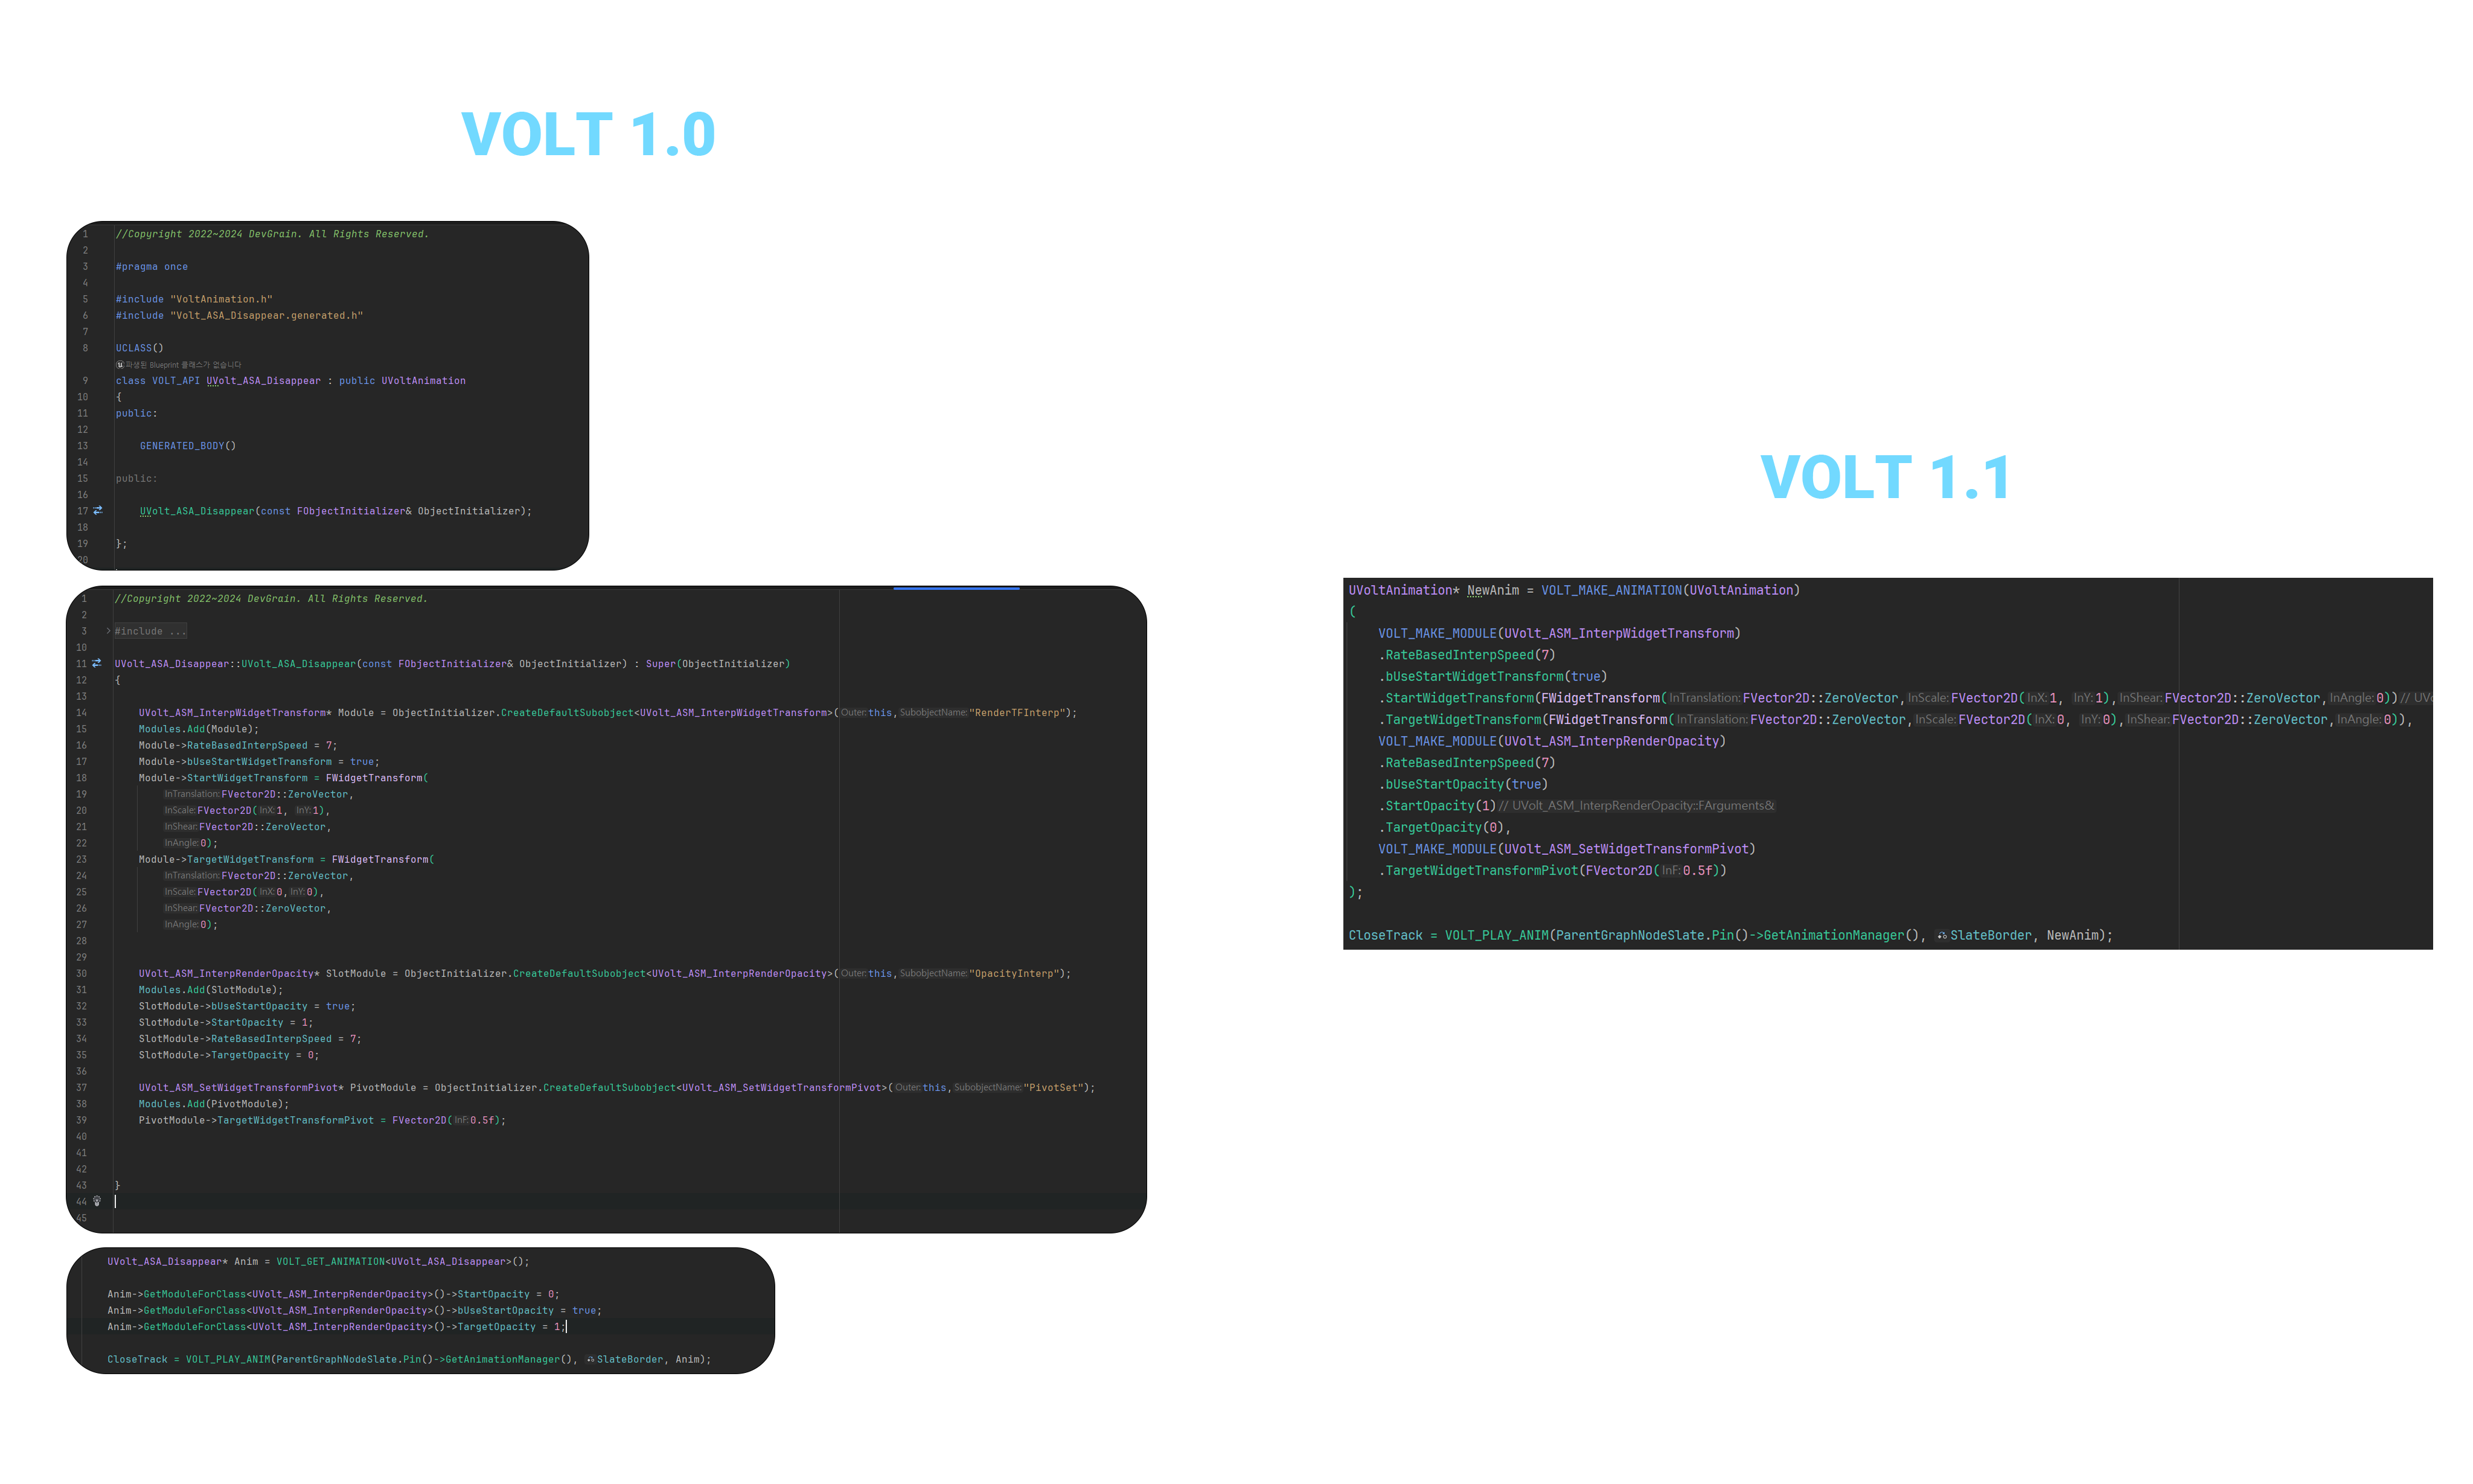 VOLT 1.0
1 //Copyright 2022~2024 DevGrain. All Rights Reserved.
2
3 #pragma once
4
5 #include "VoltAnimation.h"
6 #include "Volt_ASA_Disappear.generated.h"
7
8 UCLASS()
파생된 Blueprint 클래스가 없습니다
9 class VOLT_API UVolt_ASA_Disappear : public UVoltAnimation
10 {
11 public:
12
13 GENERATED_BODY()
14
15 public:
16
17 UVolt_ASA_Disappear(const FObjectInitializer& ObjectInitializer);
18
19 };
20
1 //Copyright 2022~2024 DevGrain. All Rights Reserved.
2
3 #include ...
10
11 UVolt_ASA_Disappear::UVolt_ASA_Disappear(const FObjectInitializer& ObjectInitializer) : Super(ObjectInitializer)
12 {
13
14 UVolt_ASM_InterpWidgetTransform* Module = ObjectInitializer.CreateDefaultSubobject<UVolt_ASM_InterpWidgetTransform>(Outer: this, SubobjectName: "RenderTFInterp");
15 Modules.Add(Module);
16 Module->RateBasedInterpSpeed = 7;
17 Module->bUseStartWidgetTransform = true;
18 Module->StartWidgetTransform = FWidgetTransform(
19 InTranslation: FVector2D::ZeroVector,
20 InScale: FVector2D(InX: 1, InY: 1),
21 InShear: FVector2D::ZeroVector,
22 InAngle: 0);
23 Module->TargetWidgetTransform = FWidgetTransform(
24 InTranslation: FVector2D::ZeroVector,
25 InScale: FVector2D(InX: 0, InY: 0),
26 InShear: FVector2D::ZeroVector,
27 InAngle: 0);
28
29
30 UVolt_ASM_InterpRenderOpacity* SlotModule = ObjectInitializer.CreateDefaultSubobject<UVolt_ASM_InterpRenderOpacity>(Outer: this, SubobjectName: "OpacityInterp");
31 Modules.Add(SlotModule);
32 SlotModule->bUseStartOpacity = true;
33 SlotModule->StartOpacity = 1;
34 SlotModule->RateBasedInterpSpeed = 7;
35 SlotModule->TargetOpacity = 0;
36
37 UVolt_ASM_SetWidgetTransformPivot* PivotModule = ObjectInitializer.CreateDefaultSubobject<UVolt_ASM_SetWidgetTransformPivot>(Outer: this, SubobjectName: "PivotSet");
38 Modules.Add(PivotModule);
39 PivotModule->TargetWidgetTransformPivot = FVector2D(InF: 0.5f);
40
41
42
43 }
44
45
UVolt_ASA_Disappear* Anim = VOLT_GET_ANIMATION<UVolt_ASA_Disappear>();
Anim->GetModuleForClass<UVolt_ASM_InterpRenderOpacity>()->StartOpacity = 0;
Anim->GetModuleForClass<UVolt_ASM_InterpRenderOpacity>()->bUseStartOpacity = true;
Anim->GetModuleForClass<UVolt_ASM_InterpRenderOpacity>()->TargetOpacity = 1;
CloseTrack = VOLT_PLAY_ANIM(ParentGraphNodeSlate.Pin()->GetAnimationManager(), SlateBorder, Anim);
VOLT 1.1
UVoltAnimation* NewAnim = VOLT_MAKE_ANIMATION(UVoltAnimation)
(
VOLT_MAKE_MODULE(UVolt_ASM_InterpWidgetTransform)
.RateBasedInterpSpeed(7)
.bUseStartWidgetTransform(true)
.StartWidgetTransform(FWidgetTransform(InTranslation: FVector2D::ZeroVector, InScale: FVector2D(InX: 1, InY: 1), InShear: FVector2D::ZeroVector, InAngle: 0)) //
.TargetWidgetTransform(FWidgetTransform(InTranslation: FVector2D::ZeroVector, InScale: FVector2D(InX: 0, InY: 0), InShear: FVector2D::ZeroVector, InAngle: 0)),
VOLT_MAKE_MODULE(UVolt_ASM_InterpRenderOpacity)
.RateBasedInterpSpeed(7)
.bUseStartOpacity(true)
.StartOpacity(1) // UVolt_ASM_InterpRenderOpacity::FArguments&
.TargetOpacity(0),
VOLT_MAKE_MODULE(UVolt_ASM_SetWidgetTransformPivot)
.TargetWidgetTransformPivot(FVector2D(InF: 0.5f))
);
CloseTrack = VOLT_PLAY_ANIM(ParentGraphNodeSlate.Pin()->GetAnimationManager(), SlateBorder, NewAnim);